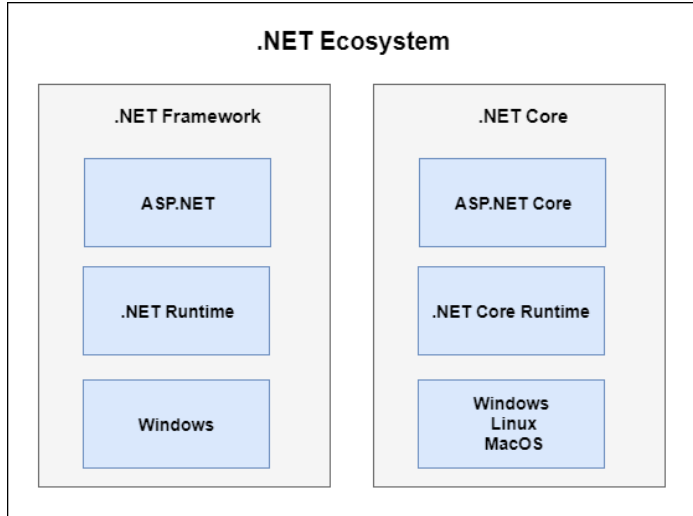 .NET Ecosystem
.NET Framework
ASP.NET
.NET Runtime
Windows
.NET Core
ASP.NET Core
.NET Core Runtime
Windows
Linux
MacOS